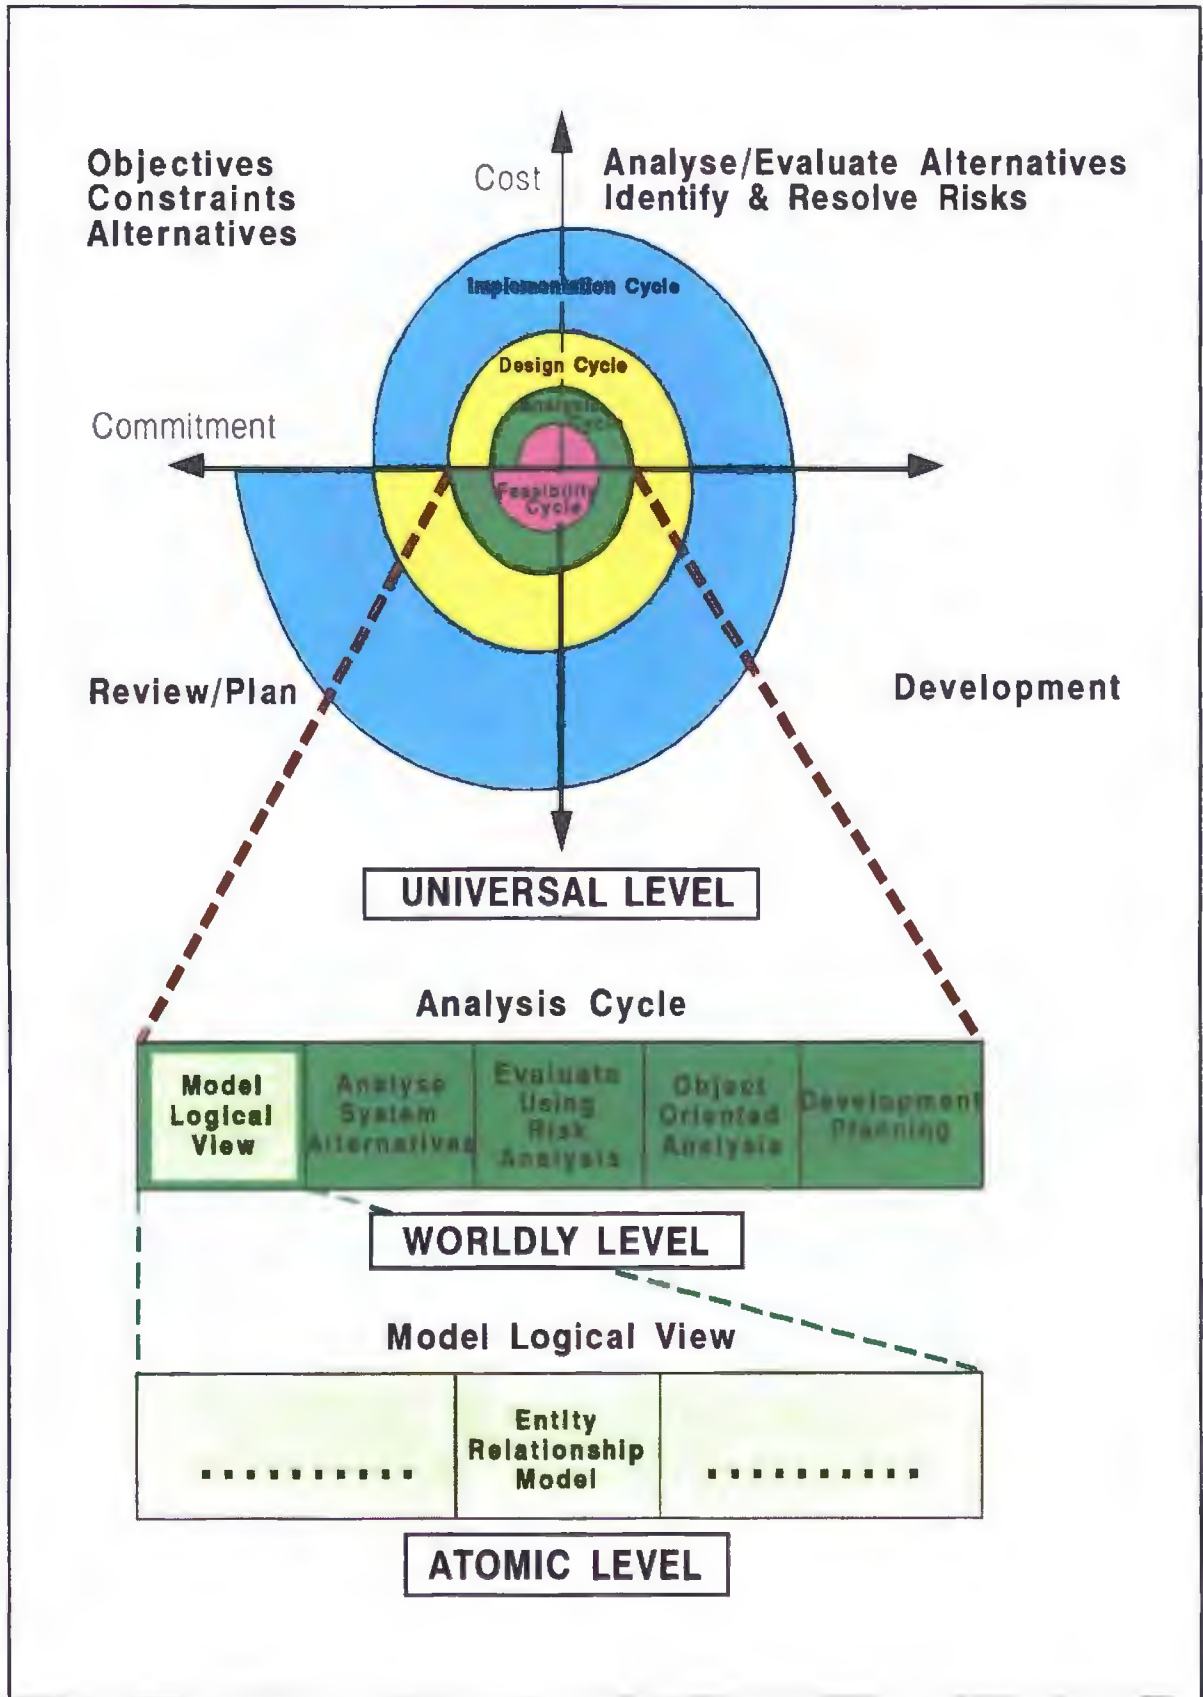 Objectives
Constraints
Alternatives
Cost
Analyse/Evaluate Alternatives
Identify & Resolve Risks
Implementation Cycle
Design Cycle
Analysis
Cycle
Commitment
Feasibility
Cycle
Review/Plan
Development
UNIVERSAL LEVEL
Analysis Cycle
Model
Logical
View
Analyse
System
Alternatives
Evaluate
Using
Risk
Analysis
Object
Oriented
Analysis
Development
Planning
WORLDLY LEVEL
Model Logical View
..........
Entity
Relationship
Model
..........
ATOMIC LEVEL